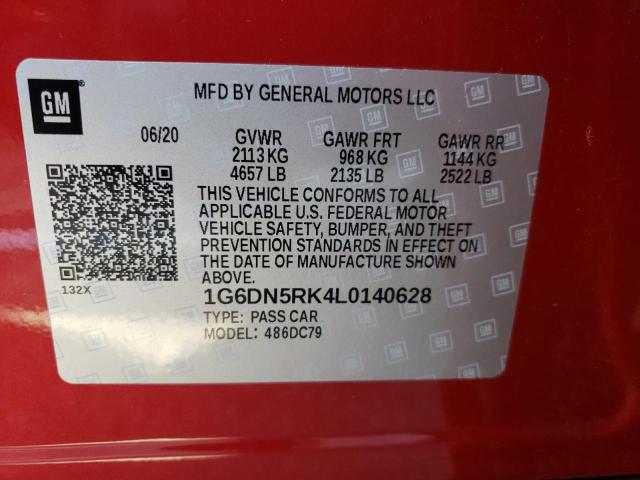 GM
MFD BY GENERAL MOTORS LLC
06/20 GVWR GAWR FRT GAWR RR
2113 KG 968 KG 1144 KG
4657 LB 2135 LB 2522 LB
THIS VEHICLE CONFORMS TO ALL
APPLICABLE U.S. FEDERAL MOTOR
VEHICLE SAFETY, BUMPER, AND THEFT
PREVENTION STANDARDS IN EFFECT ON
THE DATE OF MANUFACTURE SHOWN
ABOVE.
132X
1G6DN5RK4L0140628
TYPE: PASS CAR
MODEL: 486DC79